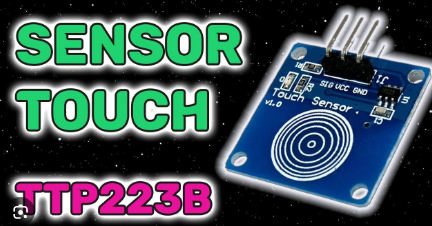 SENSOR
TOUCH
TTP223B
SIG VCC GND
Touch Sensor
v1.0